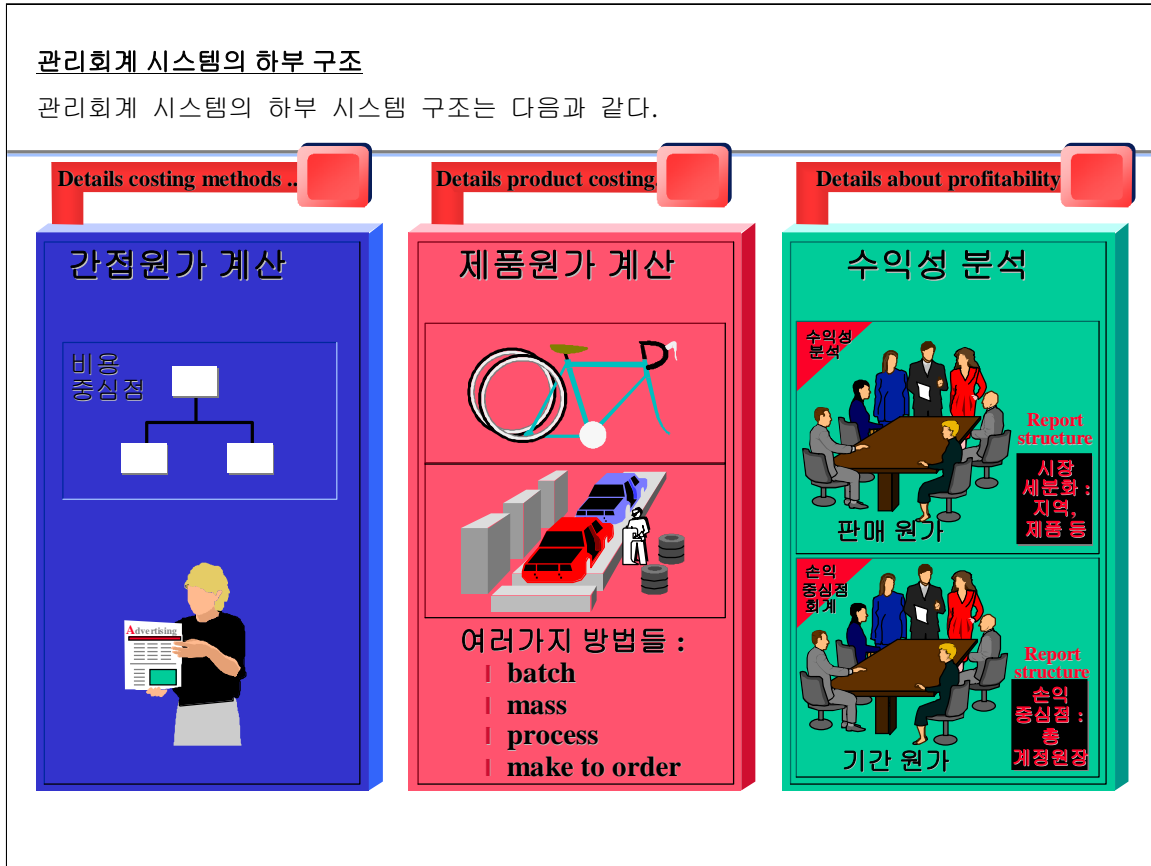 관리회계 시스템의 하부 구조
관리회계 시스템의 하부 시스템 구조는 다음과 같다.
Details costing methods ..
간접원가 계산
비용
중심점
Advertising
Details product costing
제품원가 계산
여러가지 방법들 :
batch
mass
process
make to order
Details about profitability
수익성 분석
수익성
분석
Report
structure
시장
세분화 :
지역,
제품 등
판매 원가
손익
중심점
회계
Report
structure
손익
중심점 :
총
계정원장
기간 원가